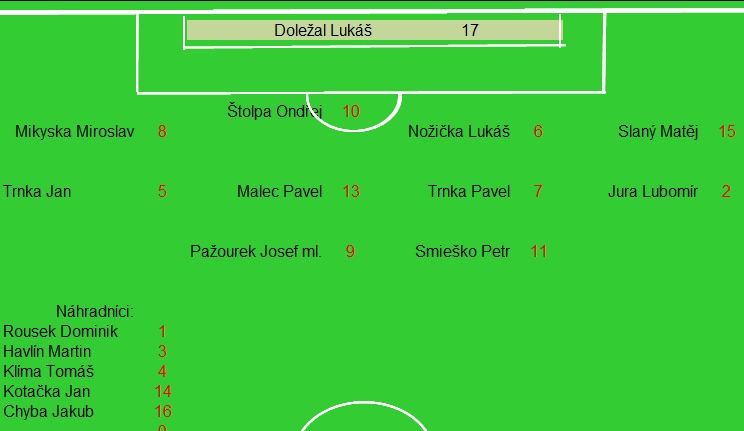 Doležal Lukáš 17
Štolpa Ondřej 10
Mikyska Miroslav 8 Nožička Lukáš 6 Slaný Matěj 15
Trnka Jan 5 Malec Pavel 13 Trnka Pavel 7 Jura Lubomír 2
Pažourek Josef ml. 9 Smieško Petr 11
Náhradníci:
Rousek Dominik 1
Havlín Martin 3
Klíma Tomáš 4
Kotačka Jan 14
Chyba Jakub 16